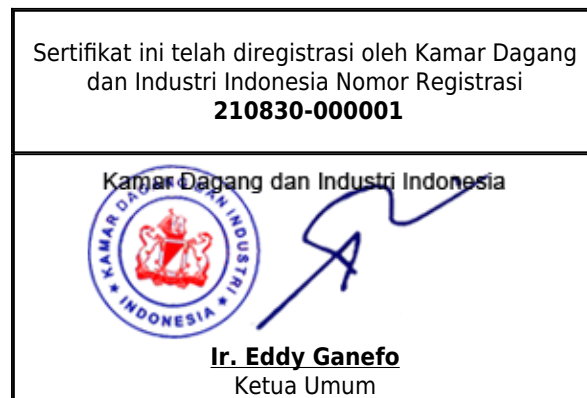 Sertifikat ini telah diregistrasi oleh Kamar Dagang
dan Industri Indonesia Nomor Registrasi
210830-000001
Kamar Dagang dan Industri Indonesia
KAMAR DAGANG DAN INDUSTRI
INDONESIA
Ir. Eddy Ganefo
Ketua Umum